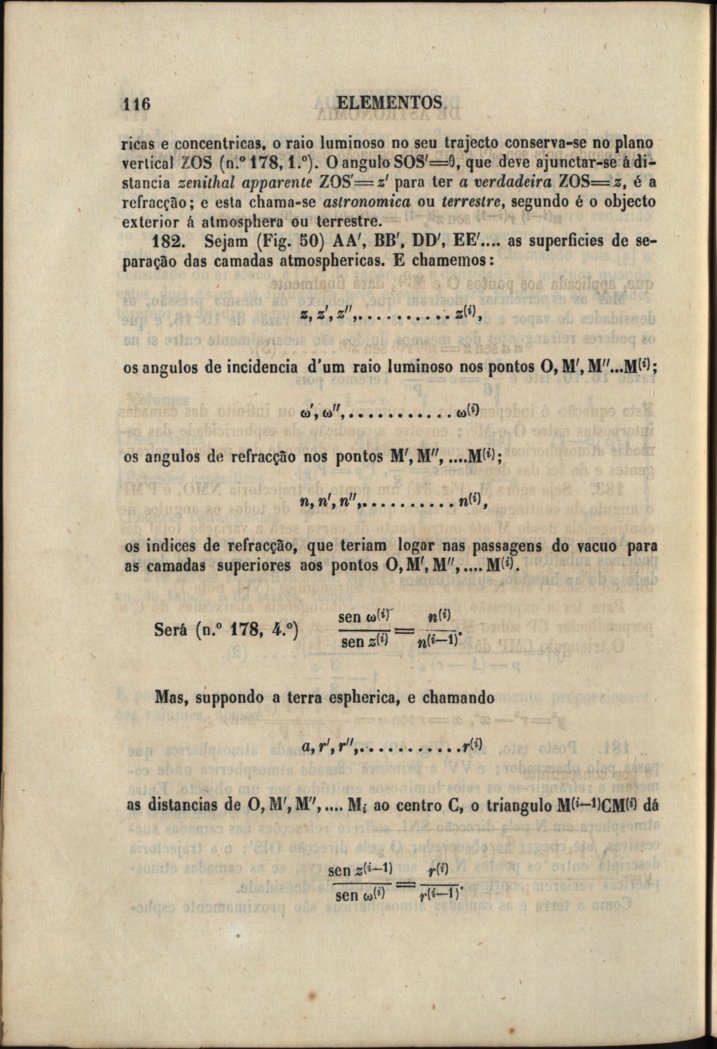 116 ELEMENTOS
ricas e concentricas, o raio luminoso no seu trajecto conserva-se no plano
vertical ZOS (n.º 178, 1.º). O angulo SOS′=θ, que deve ajunctar-se á di-
stancia zenithal apparente ZOS′=z′ para ter a verdadeira ZOS=z, é a
refracção; e esta chama-se astronomica ou terrestre, segundo é o objecto
exterior á atmosphera ou terrestre.
182. Sejam (Fig. 50) AA′, BB′, DD′, EE′.... as superficies de se-
paração das camadas atmosphericas. E chamemos:
z, z′, z″,..........z⁽ⁱ⁾,
os angulos de incidencia d'um raio luminoso nos pontos O, M′, M″...M⁽ⁱ⁾;
ω′, ω″,...........ω⁽ⁱ⁾
os angulos de refracção nos pontos M′, M″, ....M⁽ⁱ⁾;
n, n′, n″,..........n⁽ⁱ⁾,
os indices de refracção, que teriam logar nas passagens do vacuo para
as camadas superiores aos pontos O, M′, M″, .... M⁽ⁱ⁾.
Será (n.º 178, 4.º) sen ω⁽ⁱ⁾/sen z⁽ⁱ⁾ = n⁽ⁱ⁾/n⁽ⁱ⁻¹⁾.
Mas, suppondo a terra espherica, e chamando
a, r′, r″,..........r⁽ⁱ⁾
as distancias de O, M′, M″, .... Mᵢ ao centro C, o triangulo M⁽ⁱ⁻¹⁾CM⁽ⁱ⁾ dá
sen z⁽ⁱ⁻¹⁾/sen ω⁽ⁱ⁾ = r⁽ⁱ⁾/r⁽ⁱ⁻¹⁾.